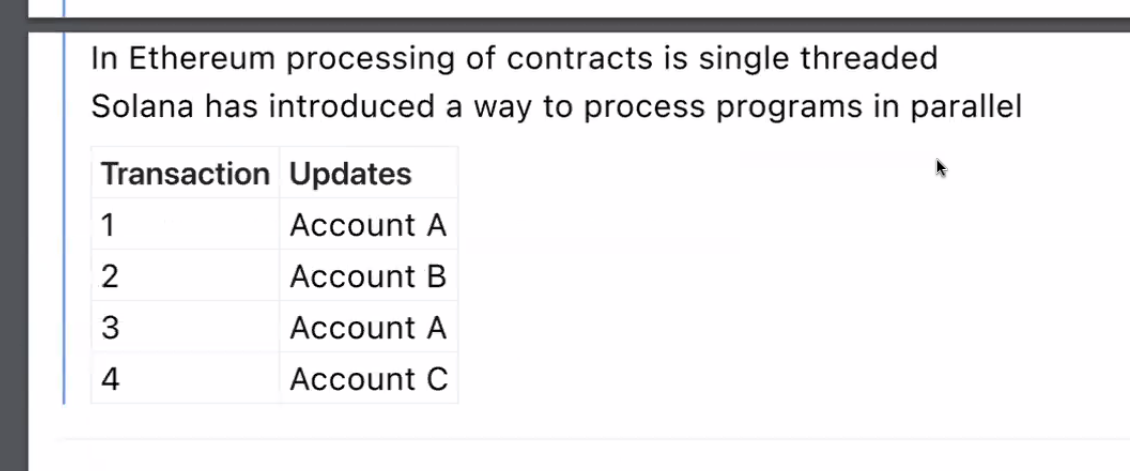 In Ethereum processing of contracts is single threaded
Solana has introduced a way to process programs in parallel
Transaction Updates
1 Account A
2 Account B
3 Account A
4 Account C